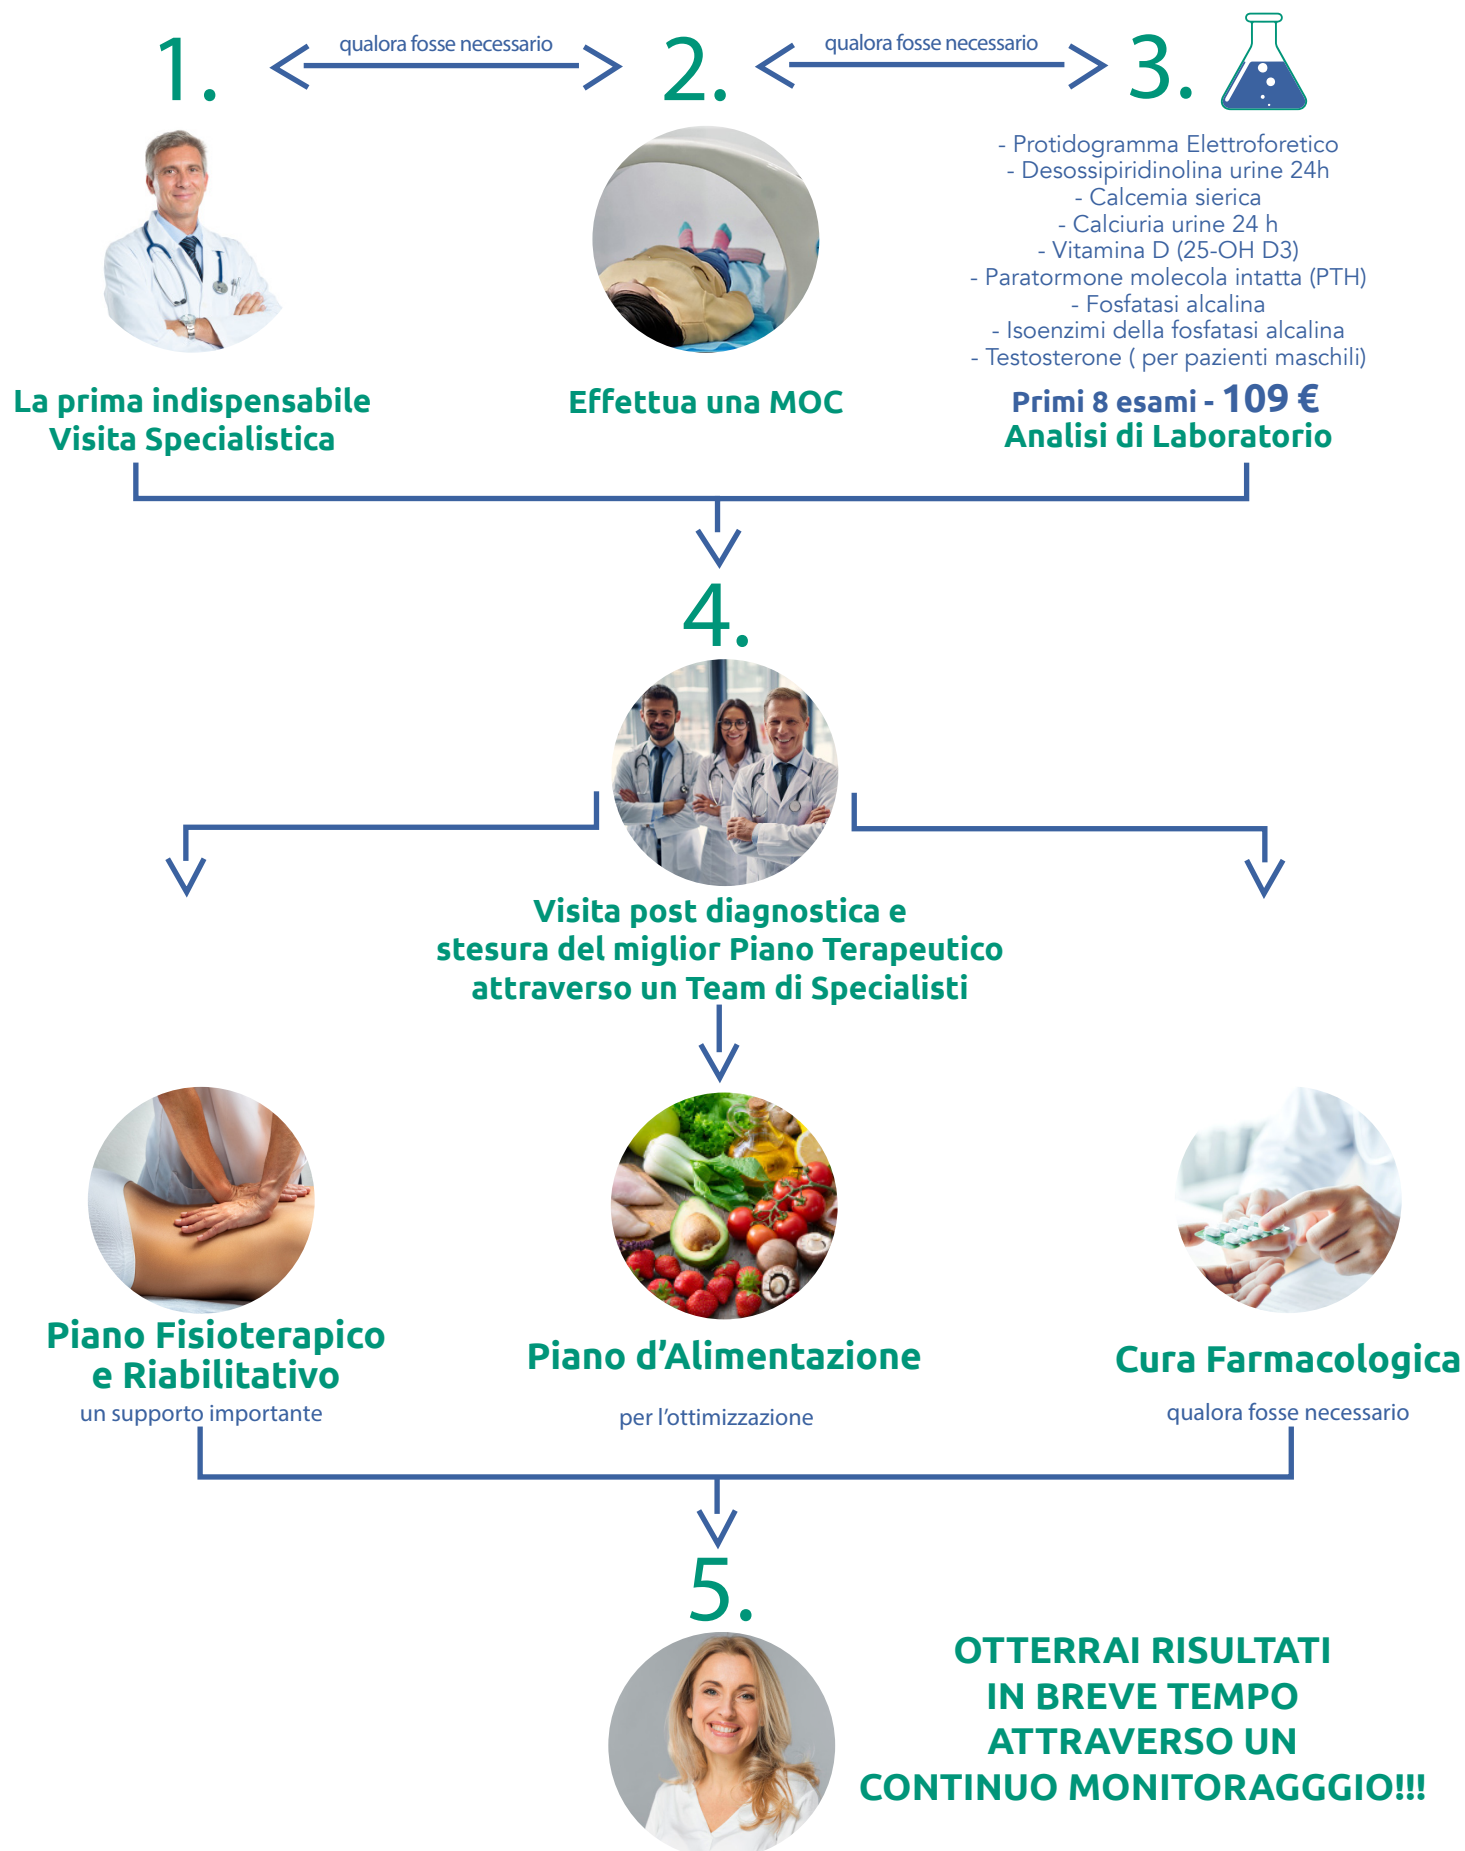 1.
qualora fosse necessario
2.
qualora fosse necessario
3.
- Protidogramma Elettroforetico
- Desossipiridinolina urine 24h
- Calcemia sierica
- Calciuria urine 24 h
- Vitamina D (25-OH D3)
- Paratormone molecola intatta (PTH)
- Fosfatasi alcalina
- Isoenzimi della fosfatasi alcalina
- Testosterone ( per pazienti maschili)
La prima indispensabile
Visita Specialistica
Effettua una MOC
Primi 8 esami - 109 €
Analisi di Laboratorio
4.
Visita post diagnostica e
stesura del miglior Piano Terapeutico
attraverso un Team di Specialisti
Piano Fisioterapico
e Riabilitativo
un supporto importante
Piano d’Alimentazione
per l’ottimizzazione
Cura Farmacologica
qualora fosse necessario
5.
OTTERRAI RISULTATI
IN BREVE TEMPO
ATTRAVERSO UN
CONTINUO MONITORAGGGIO!!!